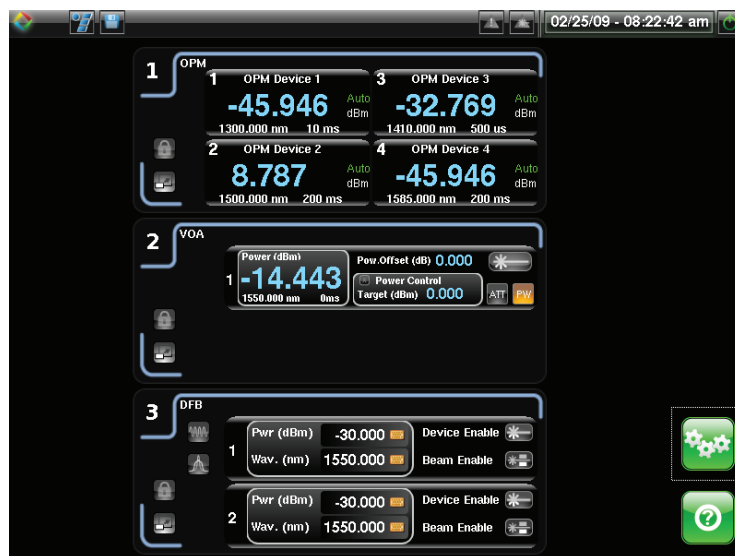 02/25/09 - 08:22:42 am
1 OPM
1 OPM Device 1
-45.946 Auto dBm
1300.000 nm 10 ms
3 OPM Device 3
-32.769 Auto dBm
1410.000 nm 500 us
2 OPM Device 2
8.787 Auto dBm
1500.000 nm 200 ms
4 OPM Device 4
-45.946 Auto dBm
1585.000 nm 200 ms
2 VOA
1
Power (dBm)
-14.443
1550.000 nm 0ms
Pow.Offset (dB) 0.000
Power Control
Target (dBm) 0.000
ATT PW
3 DFB
1
Pwr (dBm) -30.000
Wav. (nm) 1550.000
Device Enable
Beam Enable
2
Pwr (dBm) -30.000
Wav. (nm) 1550.000
Device Enable
Beam Enable
?